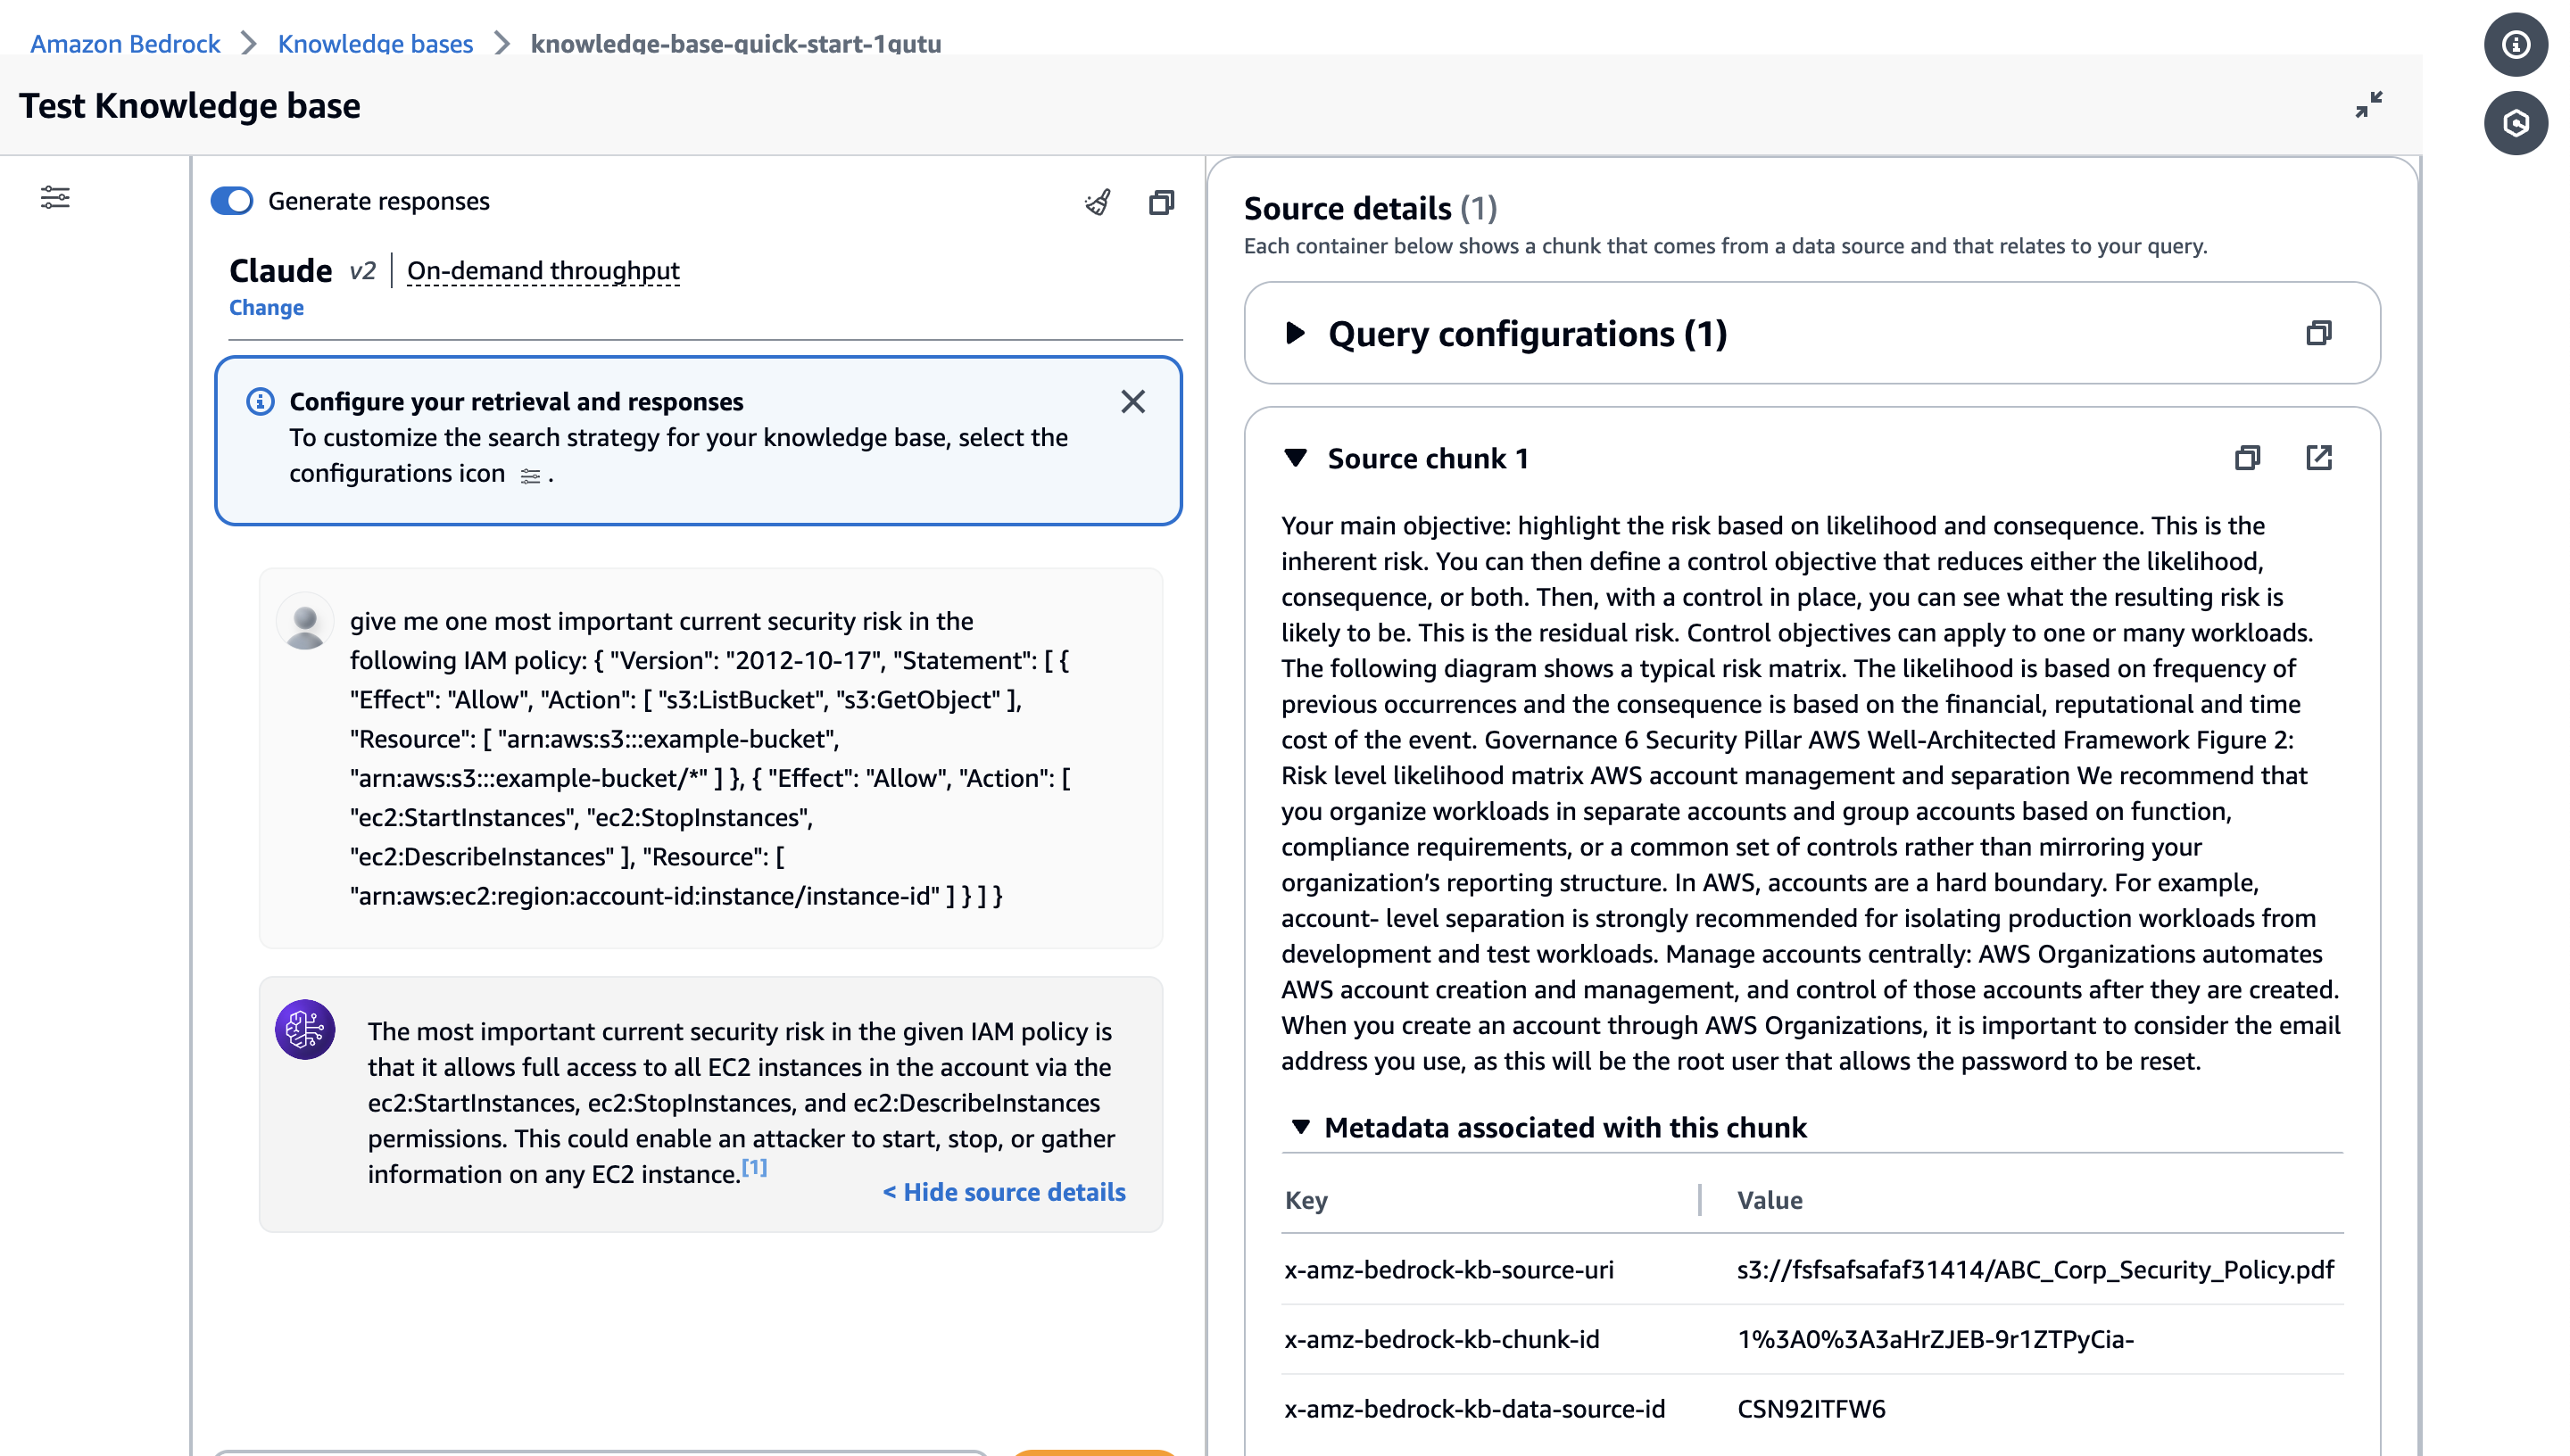 Amazon Bedrock > Knowledge bases > knowledge-base-quick-start-1qutu
Test Knowledge base
Generate responses
Claude v2 | On-demand throughput
Change
Configure your retrieval and responses
To customize the search strategy for your knowledge base, select the
configurations icon .
give me one most important current security risk in the
following IAM policy: { "Version": "2012-10-17", "Statement": [ {
"Effect": "Allow", "Action": [ "s3:ListBucket", "s3:GetObject" ],
"Resource": [ "arn:aws:s3:::example-bucket",
"arn:aws:s3:::example-bucket/*" ] }, { "Effect": "Allow", "Action": [
"ec2:StartInstances", "ec2:StopInstances",
"ec2:DescribeInstances" ], "Resource": [
"arn:aws:ec2:region:account-id:instance/instance-id" ] } ] }
The most important current security risk in the given IAM policy is
that it allows full access to all EC2 instances in the account via the
ec2:StartInstances, ec2:StopInstances, and ec2:DescribeInstances
permissions. This could enable an attacker to start, stop, or gather
information on any EC2 instance.[1]
< Hide source details
Source details (1)
Each container below shows a chunk that comes from a data source and that relates to your query.
Query configurations (1)
Source chunk 1
Your main objective: highlight the risk based on likelihood and consequence. This is the
inherent risk. You can then define a control objective that reduces either the likelihood,
consequence, or both. Then, with a control in place, you can see what the resulting risk is
likely to be. This is the residual risk. Control objectives can apply to one or many workloads.
The following diagram shows a typical risk matrix. The likelihood is based on frequency of
previous occurrences and the consequence is based on the financial, reputational and time
cost of the event. Governance 6 Security Pillar AWS Well-Architected Framework Figure 2:
Risk level likelihood matrix AWS account management and separation We recommend that
you organize workloads in separate accounts and group accounts based on function,
compliance requirements, or a common set of controls rather than mirroring your
organization’s reporting structure. In AWS, accounts are a hard boundary. For example,
account- level separation is strongly recommended for isolating production workloads from
development and test workloads. Manage accounts centrally: AWS Organizations automates
AWS account creation and management, and control of those accounts after they are created.
When you create an account through AWS Organizations, it is important to consider the email
address you use, as this will be the root user that allows the password to be reset.
Metadata associated with this chunk
Key | Value
x-amz-bedrock-kb-source-uri s3://fsfsafsafaf31414/ABC_Corp_Security_Policy.pdf
x-amz-bedrock-kb-chunk-id 1%3A0%3A3aHrZJEB-9r1ZTPyCia-
x-amz-bedrock-kb-data-source-id CSN92ITFW6